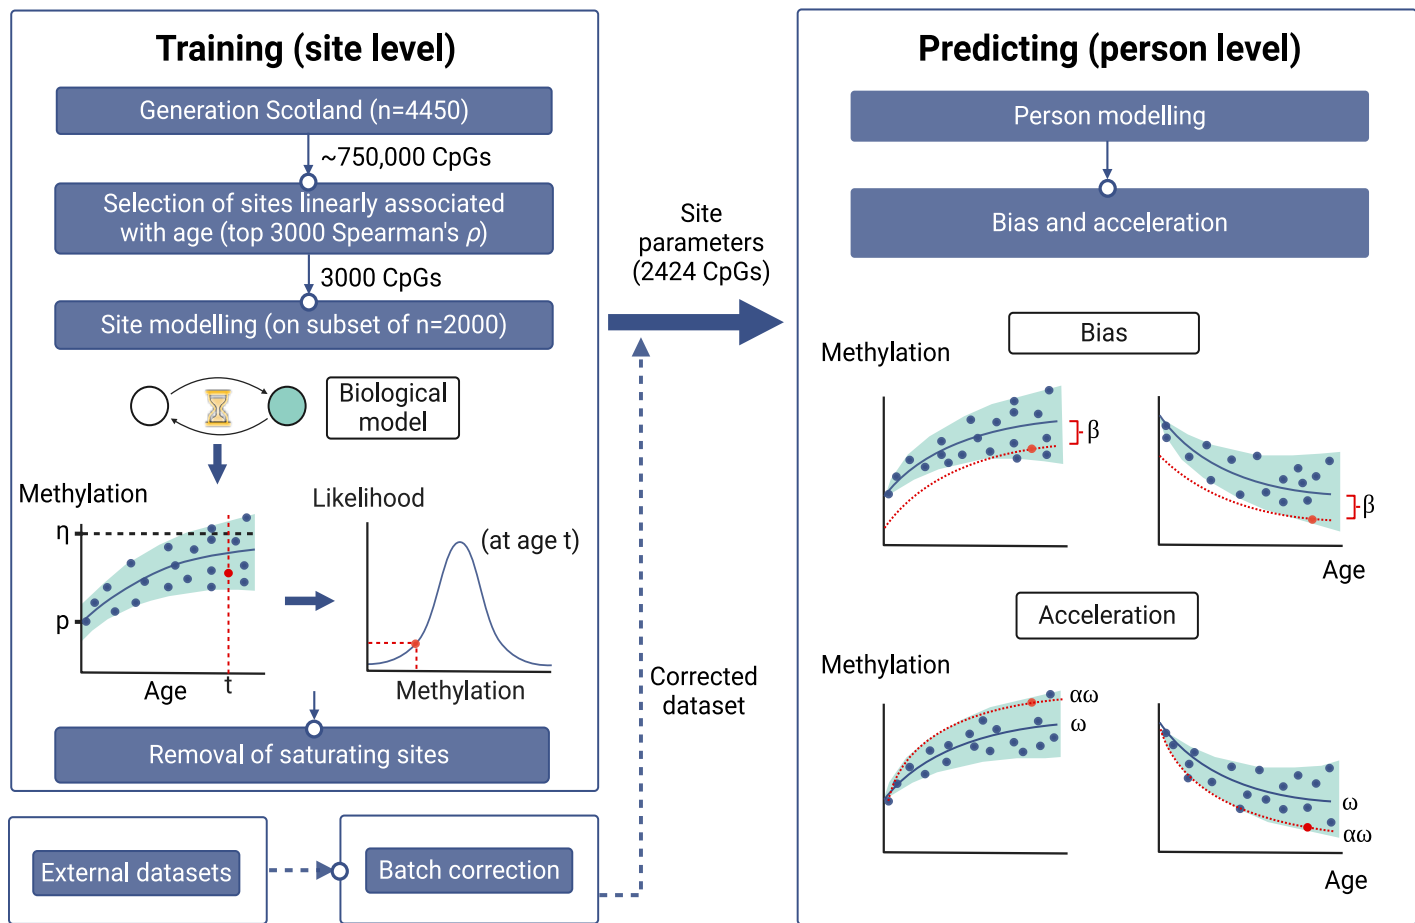 Training (site level)
Generation Scotland (n=4450)
~750,000 CpGs
Selection of sites linearly associated
with age (top 3000 Spearman's ρ)
3000 CpGs
Site modelling (on subset of n=2000)
Biological
model
Methylation
η
p
Age
t
Likelihood
(at age t)
Methylation
Removal of saturating sites
External datasets
Batch correction
Site
parameters
(2424 CpGs)
Corrected
dataset
Predicting (person level)
Person modelling
Bias and acceleration
Bias
Methylation
β
β
Age
Acceleration
Methylation
αω
ω
ω
αω
Age